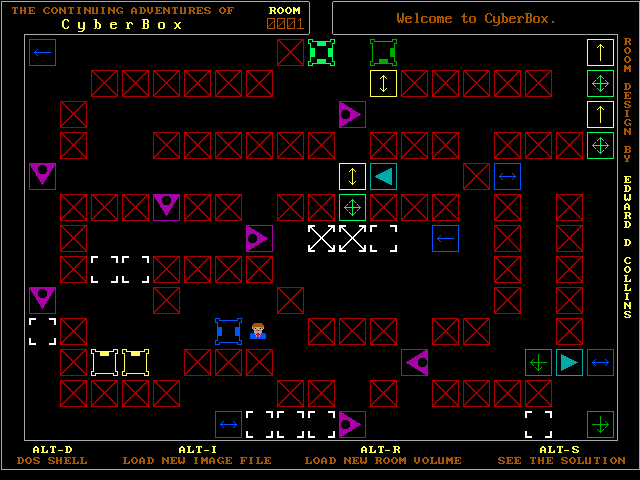 THE CONTINUING ADVENTURES OF
CyberBox
ROOM
0001
Welcome to CyberBox.
ROOM DESIGN BY EDWARD D COLLINS
ALT-D
ALT-I
ALT-R
ALT-S
DOS SHELL
LOAD NEW IMAGE FILE
LOAD NEW ROOM VOLUME
SEE THE SOLUTION